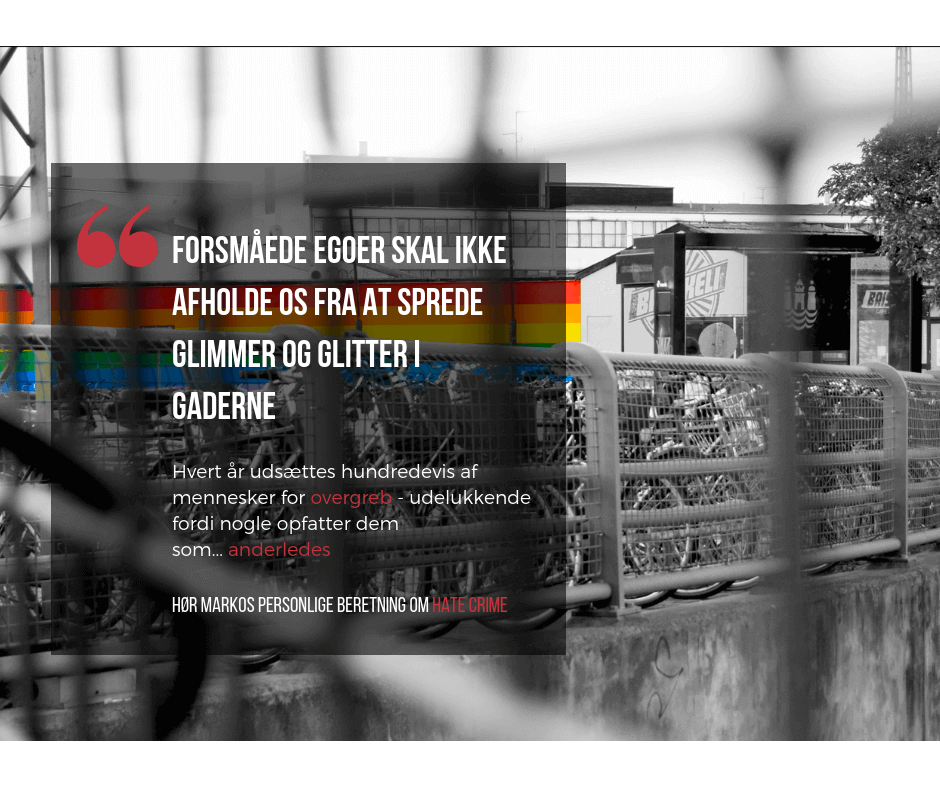 FORSMÅEDE EGOER SKAL IKKE
AFHOLDE OS FRA AT SPREDE
GLIMMER OG GLITTER I
GADERNE
Hvert år udsættes hundredevis af
mennesker for overgreb - udelukkende
fordi nogle opfatter dem
som... anderledes
HØR MARKOS PERSONLIGE BERETNING OM HATE CRIME